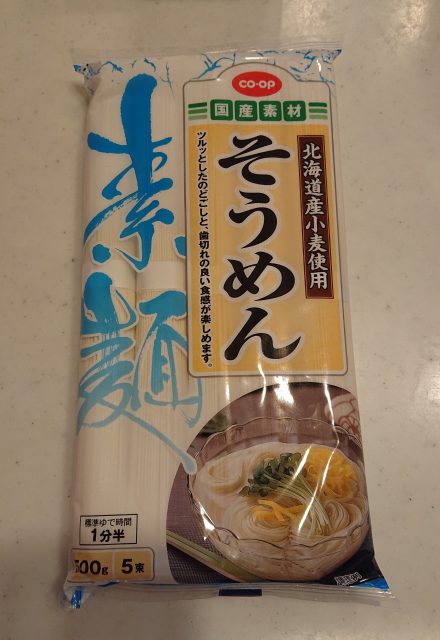 co·op
国産素材
北海道産小麦使用
そうめん
ツルッとしたのどごしと、歯切れの良い食感が楽しめます。
素麺
標準ゆで時間
1分半
500g 5束
調理例